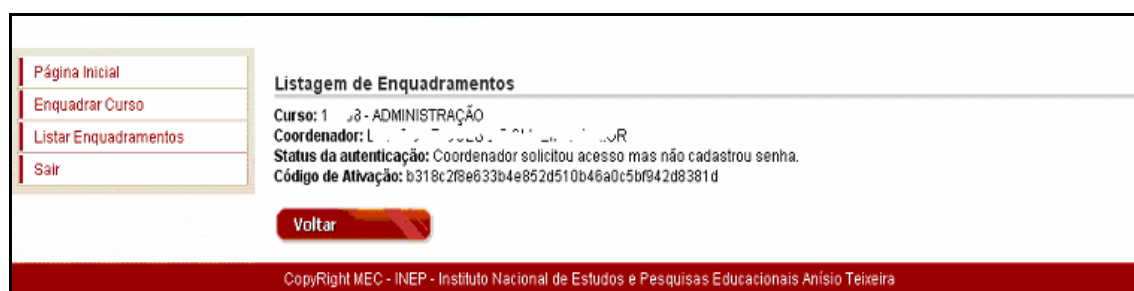 Página Inicial
Enquadrar Curso
Listar Enquadramentos
Sair
Listagem de Enquadramentos
Curso: - ADMINISTRAÇÃO
Coordenador:
Status da autenticação: Coordenador solicitou acesso mas não cadastrou senha.
Código de Ativação: b318c2f8e633b4e852d510b46a0c5bf942d8381d
Voltar
CopyRight MEC - INEP - Instituto Nacional de Estudos e Pesquisas Educacionais Anísio Teixeira